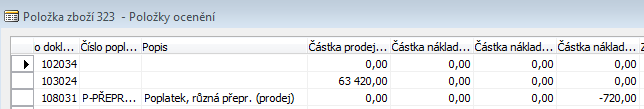 Položka zboží 323 - Položky ocenění
o dokl... Číslo popl... Popis Částka prodej... Částka náklad... Částka náklad... Částka náklad... Z
102034 0,00 0,00 0,00 0,00
103024 63 420,00 0,00 0,00 0,00
108031 P-PŘEPR... Poplatek, různá přepr. (prodej) 0,00 0,00 0,00 -720,00